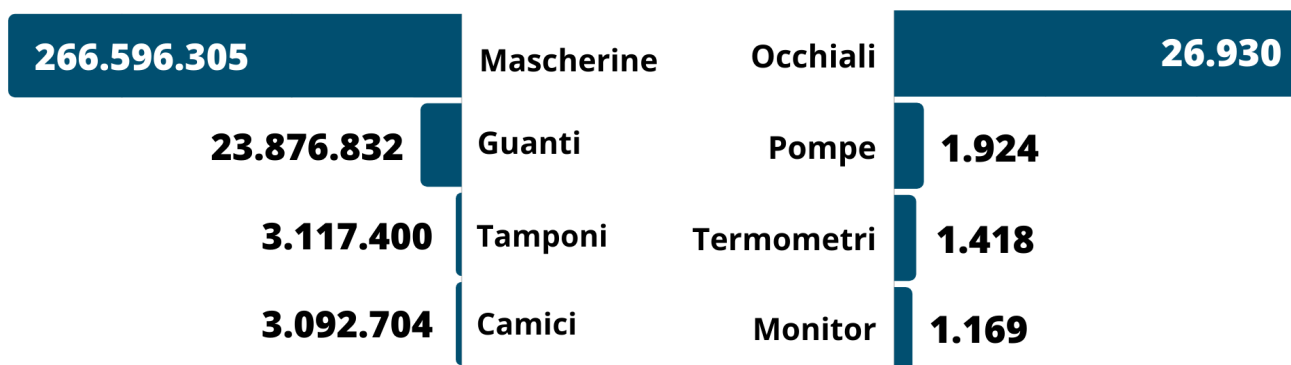 266.596.305 Mascherine
23.876.832 Guanti
3.117.400 Tamponi
3.092.704 Camici
Occhiali 26.930
Pompe 1.924
Termometri 1.418
Monitor 1.169